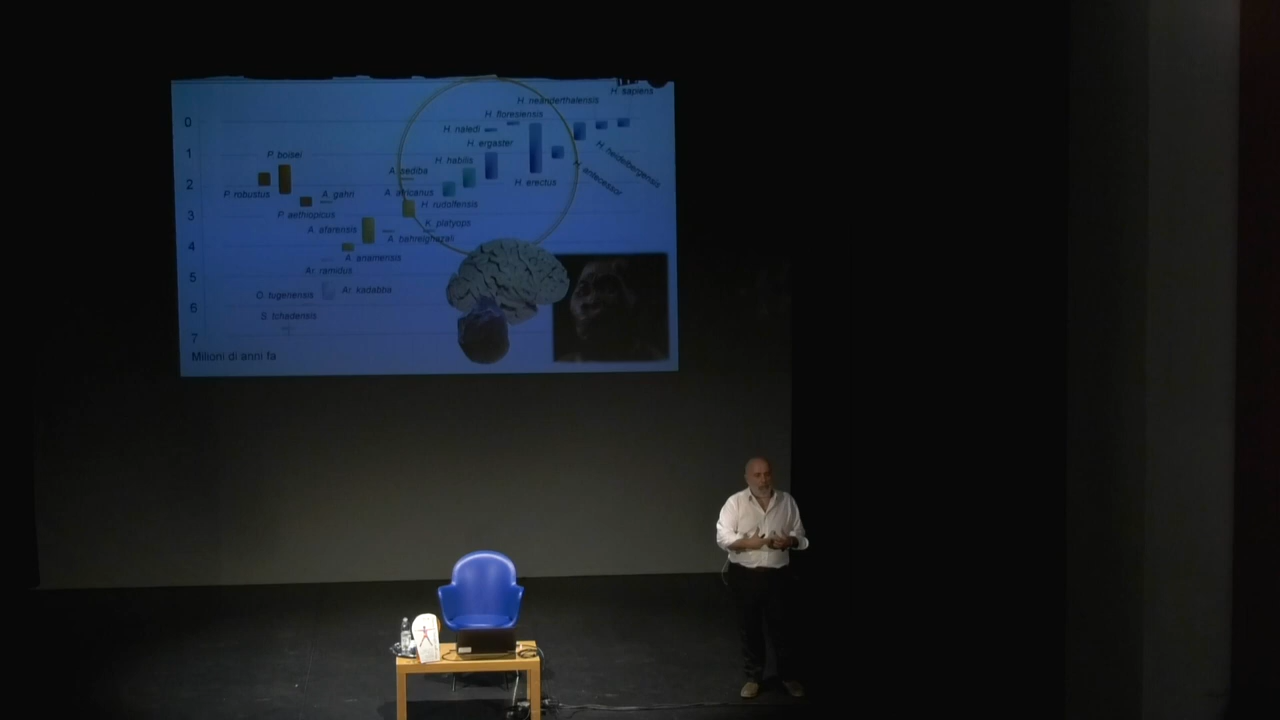 H. sapiens
H. neanderthalensis
H. floresiensis
0
H. naledi
H. ergaster
H. heidelbergensis
1
P. boisei
H. habilis
A. sediba
H. antecessor
2
H. erectus
P. robustus
A. gahri
A. africanus
H. rudolfensis
3
P. aethiopicus
K. platyops
A. afarensis
A. bahrelghazali
4
A. anamensis
Ar. ramidus
5
Ar. kadabba
O. tugenensis
6
S. tchadensis
7
Milioni di anni fa